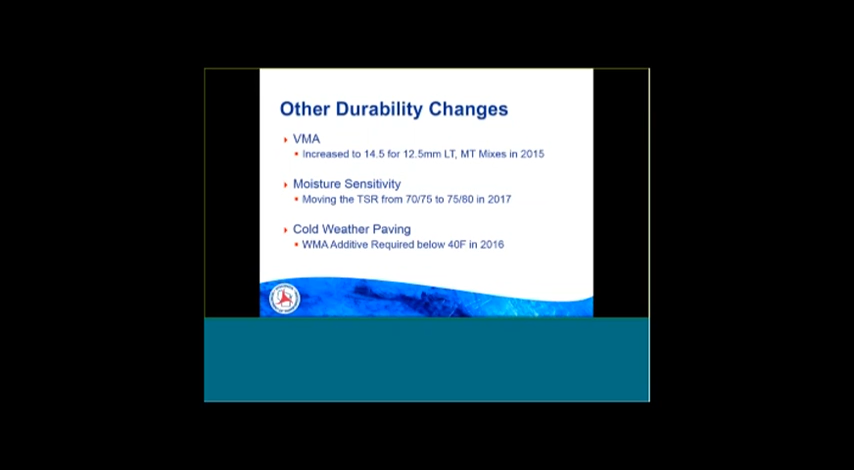 Other Durability Changes
VMA
Increased to 14.5 for 12.5mm LT, MT Mixes in 2015
Moisture Sensitivity
Moving the TSR from 70/75 to 75/80 in 2017
Cold Weather Paving
WMA Additive Required below 40F in 2016